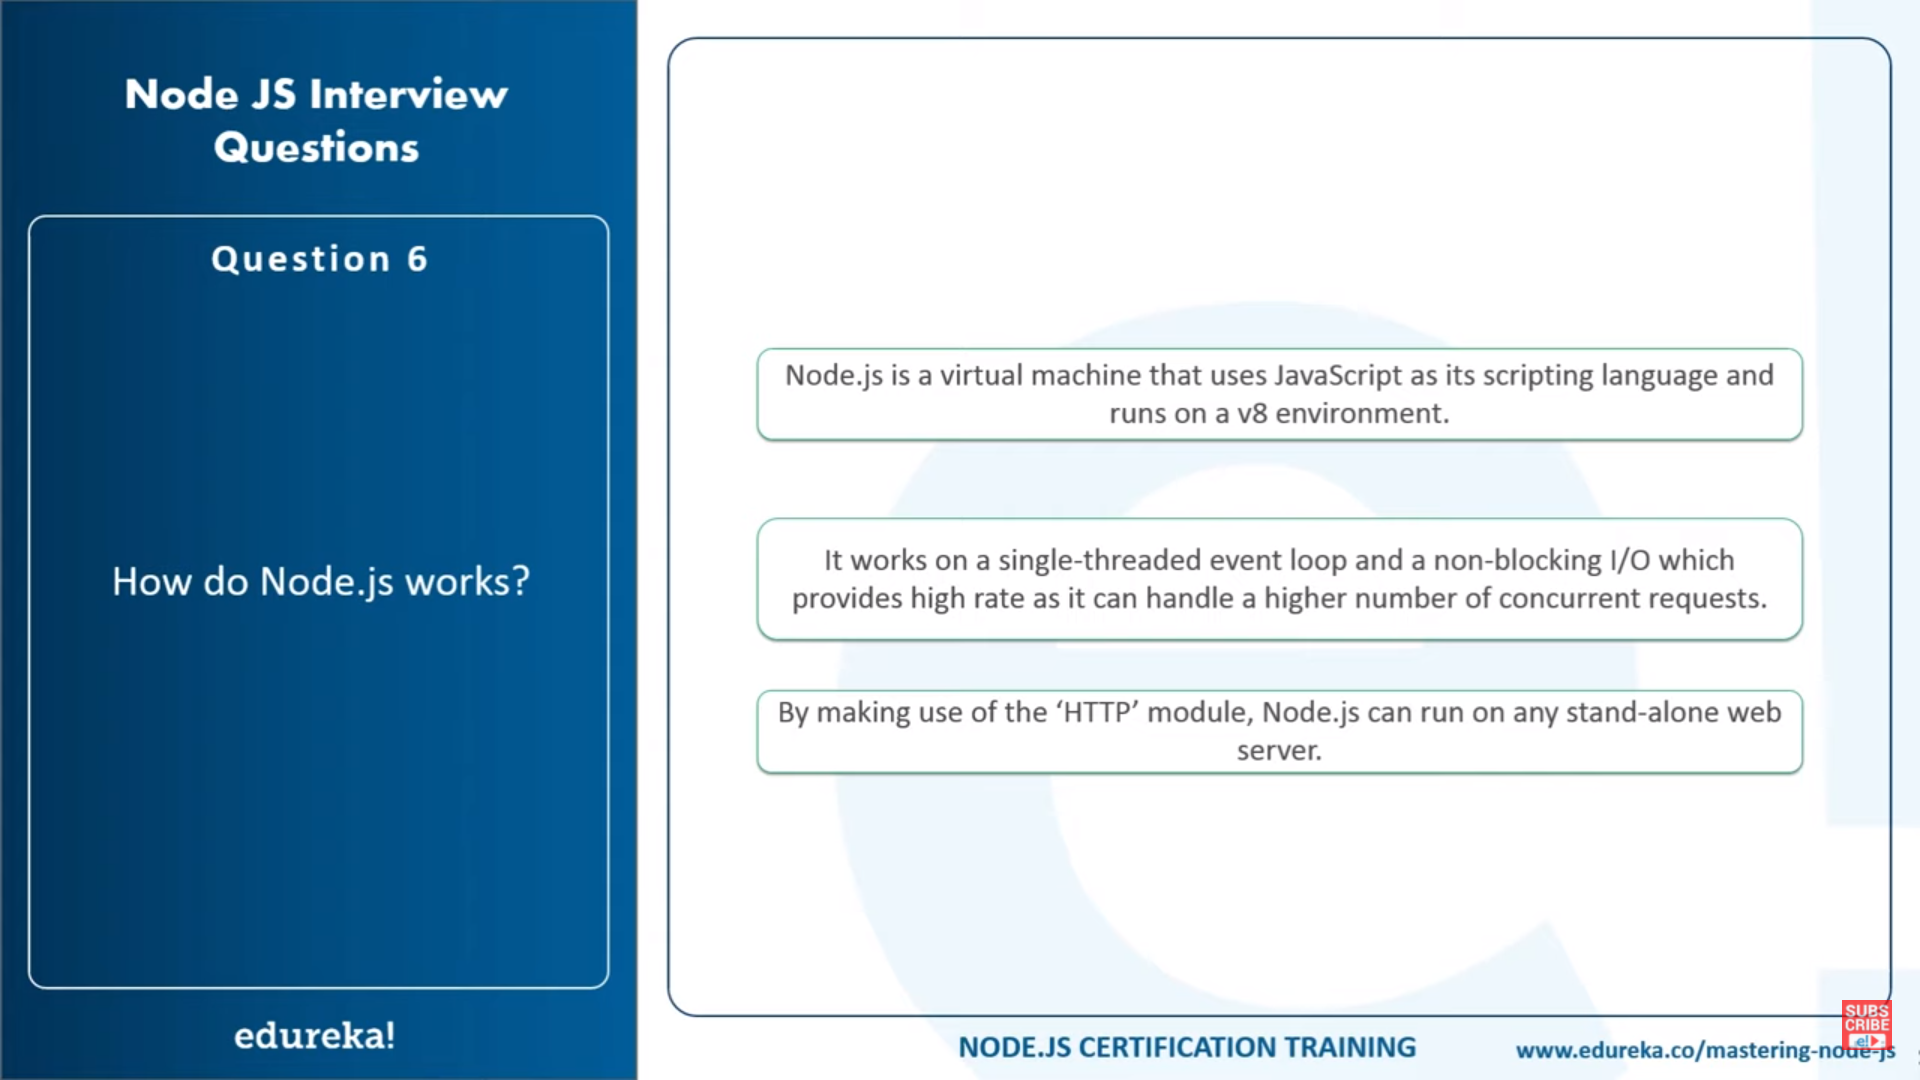 Node JS Interview
Questions
Question 6
How do Node.js works?
edureka!
Node.js is a virtual machine that uses JavaScript as its scripting language and
runs on a v8 environment.
It works on a single-threaded event loop and a non-blocking I/O which
provides high rate as it can handle a higher number of concurrent requests.
By making use of the ‘HTTP’ module, Node.js can run on any stand-alone web
server.
NODE.JS CERTIFICATION TRAINING
www.edureka.co/mastering-node-js
SUBS
CRIBE
e!